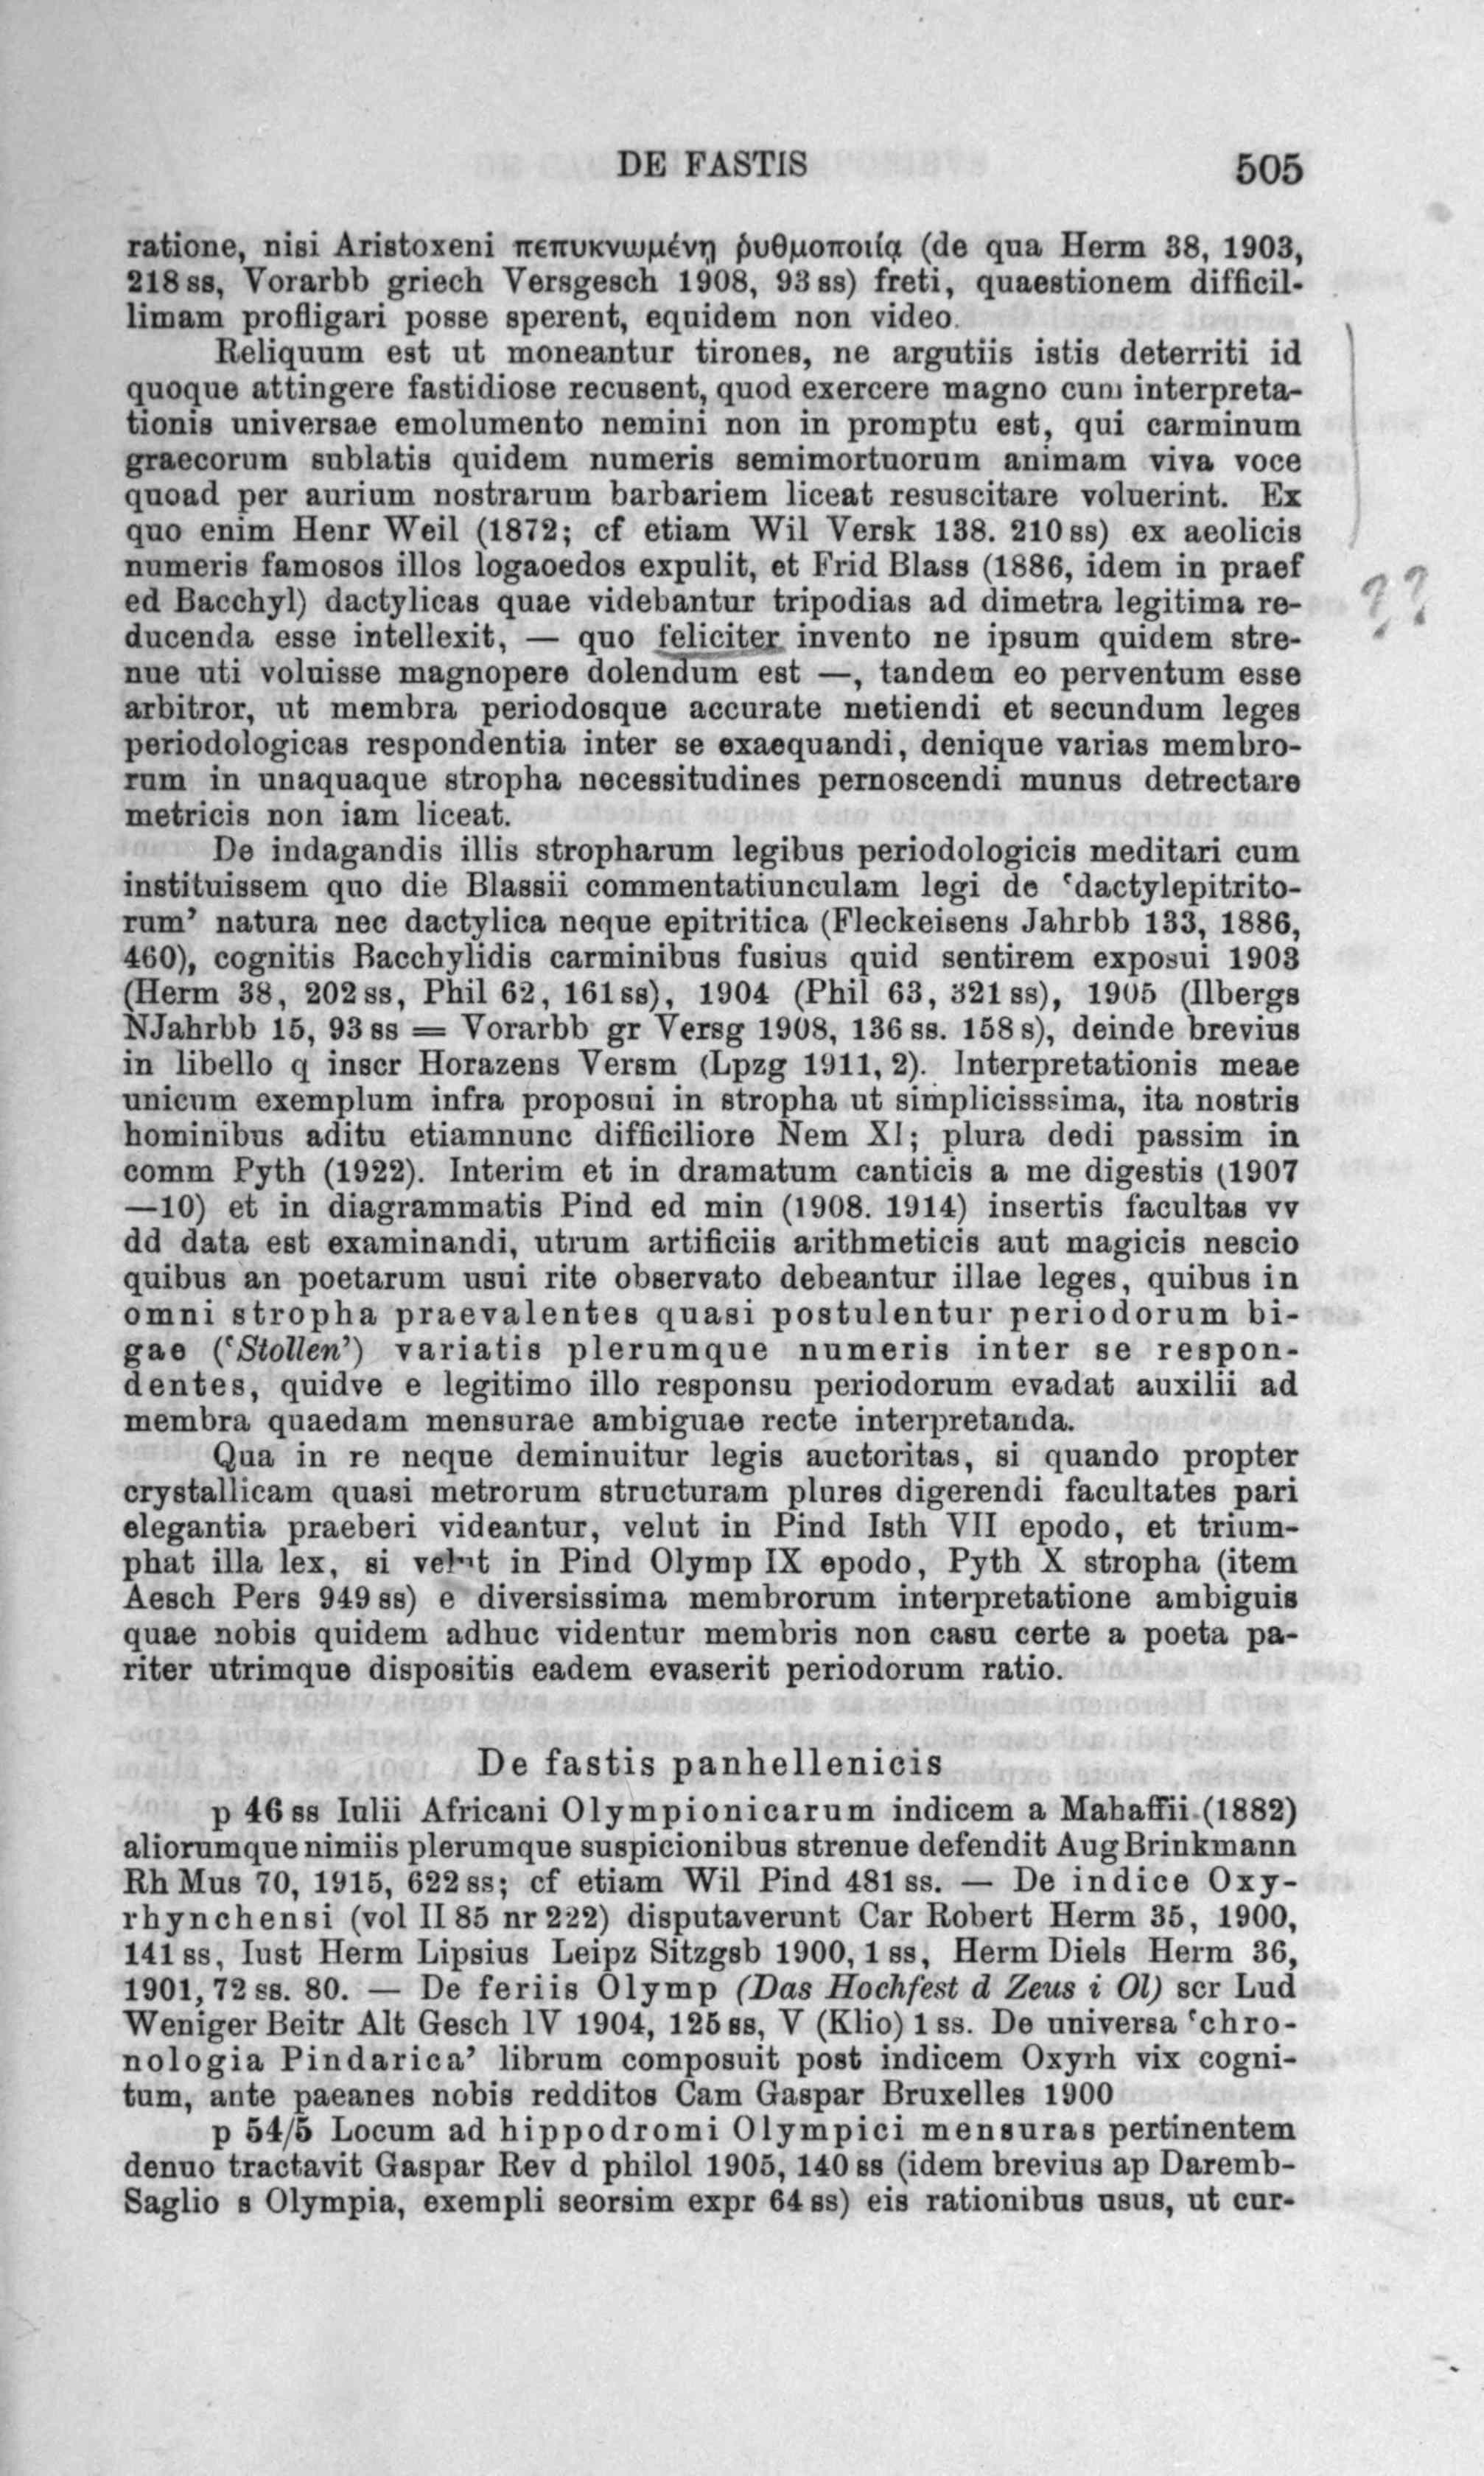 DE FASTIS 505
ratione, nisi Aristoxeni πεπυκνωμένῃ ῥυθμοποιίᾳ (de qua Herm 38, 1903,
218 ss, Vorarbb griech Versgesch 1908, 93 ss) freti, quaestionem difficil-
limam profligari posse sperent, equidem non video.
Reliquum est ut moneantur tirones, ne argutiis istis deterriti id
quoque attingere fastidiose recusent, quod exercere magno cum interpreta-
tionis universae emolumento nemini non in promptu est, qui carminum
graecorum sublatis quidem numeris semimortuorum animam viva voce
quoad per aurium nostrarum barbariem liceat resuscitare voluerint. Ex
quo enim Henr Weil (1872; cf etiam Wil Versk 138. 210 ss) ex aeolicis
numeris famosos illos logaoedos expulit, et Frid Blass (1886, idem in praef
ed Bacchyl) dactylicas quae videbantur tripodias ad dimetra legitima re-
??
ducenda esse intellexit, — quo feliciter invento ne ipsum quidem stre-
nue uti voluisse magnopere dolendum est —, tandem eo perventum esse
arbitror, ut membra periodosque accurate metiendi et secundum leges
periodologicas respondentia inter se exaequandi, denique varias membro-
rum in unaquaque stropha necessitudines pernoscendi munus detrectare
metricis non iam liceat.
De indagandis illis stropharum legibus periodologicis meditari cum
instituissem quo die Blassii commentatiunculam legi de ‘dactylepitrito-
rum’ natura nec dactylica neque epitritica (Fleckeisens Jahrbb 133, 1886,
460), cognitis Bacchylidis carminibus fusius quid sentirem exposui 1903
(Herm 38, 202 ss, Phil 62, 161 ss), 1904 (Phil 63, 321 ss), 1905 (Ilbergs
NJahrbb 15, 93 ss = Vorarbb gr Versg 1908, 136 ss. 158 s), deinde brevius
in libello q inscr Horazens Versm (Lpzg 1911, 2). Interpretationis meae
unicum exemplum infra proposui in stropha ut simplicisssima, ita nostris
hominibus aditu etiamnunc difficiliore Nem XI; plura dedi passim in
comm Pyth (1922). Interim et in dramatum canticis a me digestis (1907
—10) et in diagrammatis Pind ed min (1908. 1914) insertis facultas vv
dd data est examinandi, utrum artificiis arithmeticis aut magicis nescio
quibus an poetarum usui rite observato debeantur illae leges, quibus in
omni stropha praevalentes quasi postulentur periodorum bi-
gae (‘Stollen’) variatis plerumque numeris inter se respon-
dentes, quidve e legitimo illo responsu periodorum evadat auxilii ad
membra quaedam mensurae ambiguae recte interpretanda.
Qua in re neque deminuitur legis auctoritas, si quando propter
crystallicam quasi metrorum structuram plures digerendi facultates pari
elegantia praeberi videantur, velut in Pind Isth VII epodo, et trium-
phat illa lex, si velut in Pind Olymp IX epodo, Pyth X stropha (item
Aesch Pers 949 ss) e diversissima membrorum interpretatione ambiguis
quae nobis quidem adhuc videntur membris non casu certe a poeta pa-
riter utrimque dispositis eadem evaserit periodorum ratio.
De fastis panhellenicis
p 46 ss Iulii Africani Olympionicarum indicem a Mahaffii (1882)
aliorumque nimiis plerumque suspicionibus strenue defendit Aug Brinkmann
Rh Mus 70, 1915, 622 ss; cf etiam Wil Pind 481 ss. — De indice Oxy-
rhynchensi (vol II 85 nr 222) disputaverunt Car Robert Herm 35, 1900,
141 ss, Iust Herm Lipsius Leipz Sitzgsb 1900, 1 ss, Herm Diels Herm 36,
1901, 72 ss. 80. — De feriis Olymp (Das Hochfest d Zeus i Ol) scr Lud
Weniger Beitr Alt Gesch IV 1904, 125 ss, V (Klio) 1 ss. De universa ‘chro-
nologia Pindarica’ librum composuit post indicem Oxyrh vix cogni-
tum, ante paeanes nobis redditos Cam Gaspar Bruxelles 1900
p 54/5 Locum ad hippodromi Olympici mensuras pertinentem
denuo tractavit Gaspar Rev d philol 1905, 140 ss (idem brevius ap Daremb-
Saglio s Olympia, exempli seorsim expr 64 ss) eis rationibus usus, ut cur-